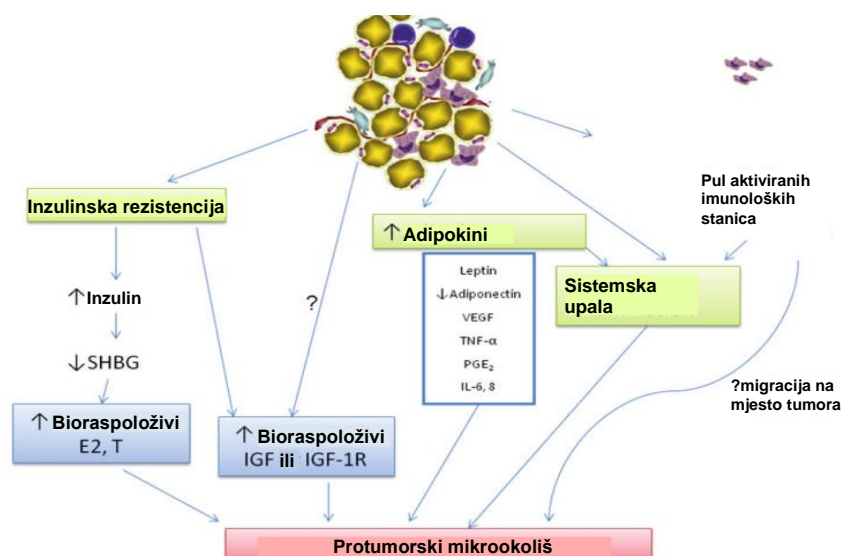 Inzulinska rezistencija
↑ Inzulin
↓ SHBG
↑ Bioraspoloživi
E2, T
?
↑ Bioraspoloživi
IGF ili IGF-1R
↑ Adipokini
Leptin
↓ Adiponectin
VEGF
TNF-α
PGE₂
IL-6, 8
Sistemska
upala
Pul aktiviranih
imunoloških
stanica
?migracija na
mjesto tumora
Protumorski mikrookoliš